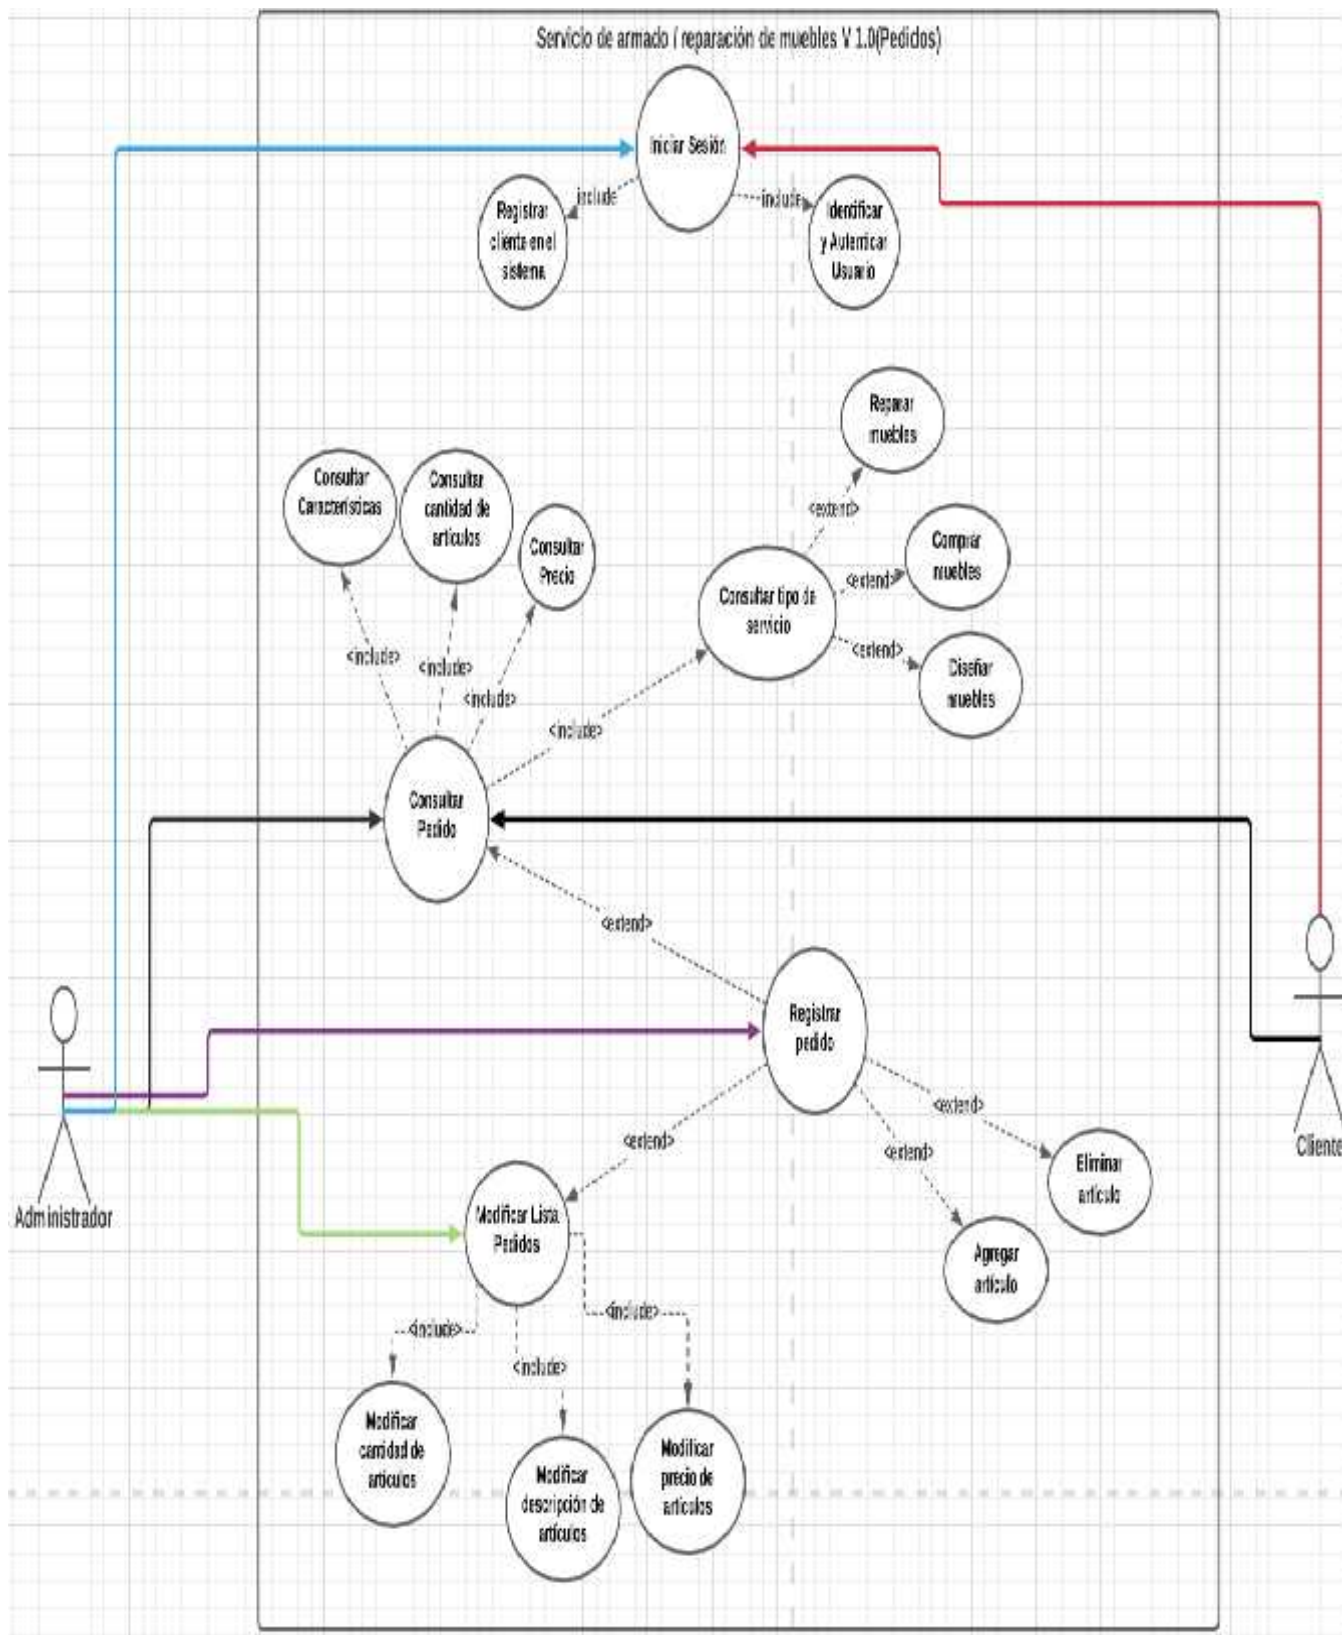 Servicio de armado / reparación de muebles V 1.0(Pedidos)
Iniciar Sesión
include
include
Registrar
cliente en el
sistema
Identificar
y Autenticar
Usuario
Reparar
muebles
Consultar
Características
Consultar
cantidad de
artículos
Consultar
Precio
<extend>
Comprar
muebles
<extend>
Consultar tipo de
servicio
<extend>
Diseñar
muebles
<include>
<include>
<include>
<include>
Consultar
Pedido
<extend>
Registrar
pedido
<extend>
<extend>
<extend>
Eliminar
artículo
Cliente
Administrador
Modificar Lista
Pedidos
Agregar
artículo
<include>
<include>
<include>
Modificar
cantidad de
artículos
Modificar
descripción de
artículos
Modificar
precio de
artículos